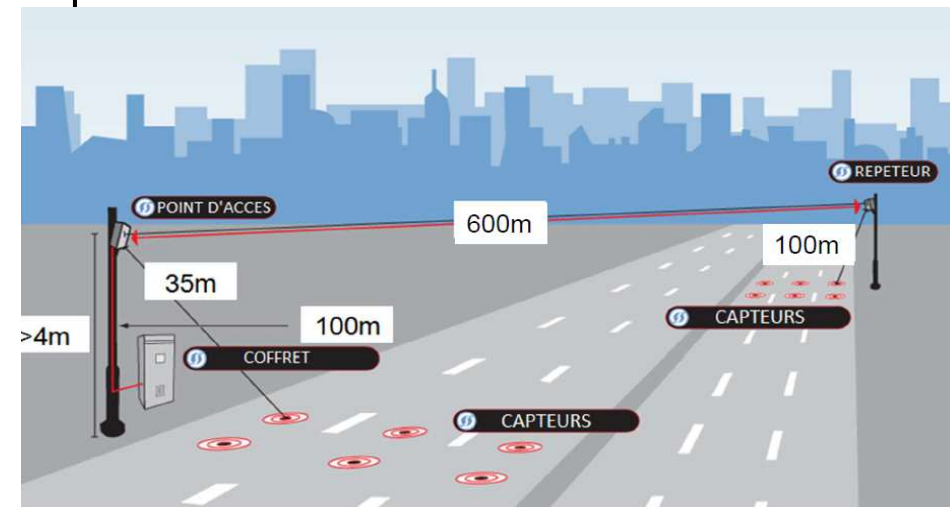 REPETEUR
POINT D'ACCES
600m
100m
35m
100m
CAPTEURS
>4m
COFFRET
CAPTEURS